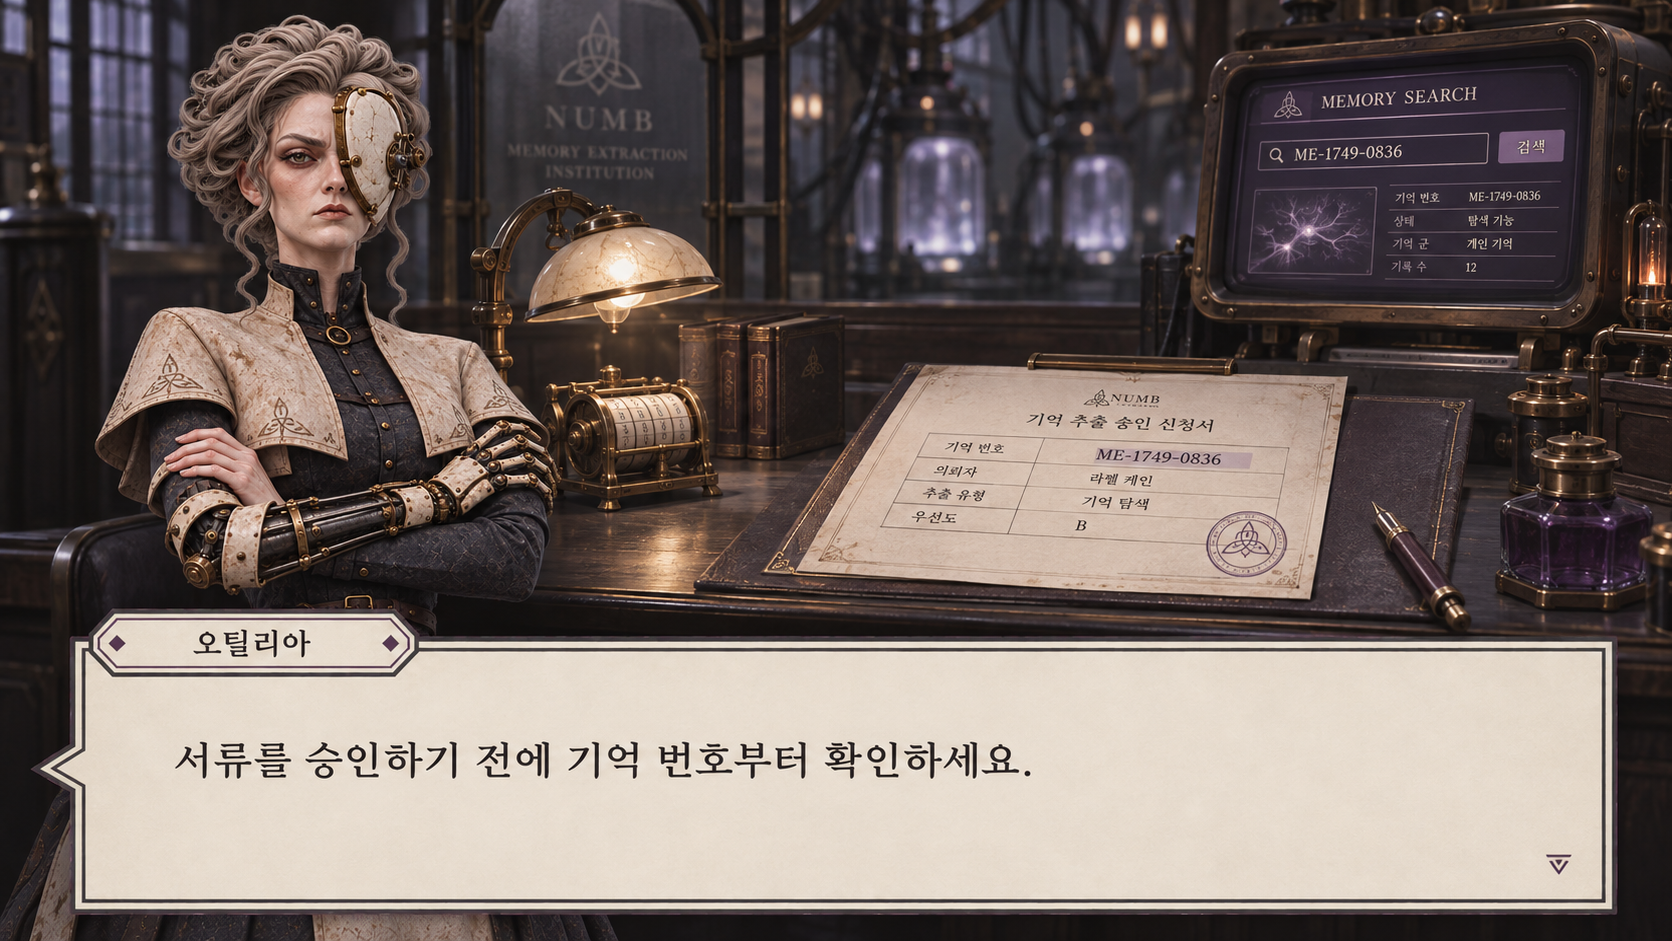 NUMB
MEMORY EXTRACTION
INSTITUTION
MEMORY SEARCH
ME-1749-0836
검색
기억 번호 ME-1749-0836
상태 탐색 기능
기억 군 개인 기억
기록 수 12
NUMB
기억 추출 송인 신청서
기억 번호 ME-1749-0836
의뢰자 라펠 케인
추출 유형 기억 탐색
우선도 B
오틸리아
서류를 승인하기 전에 기억 번호부터 확인하세요.